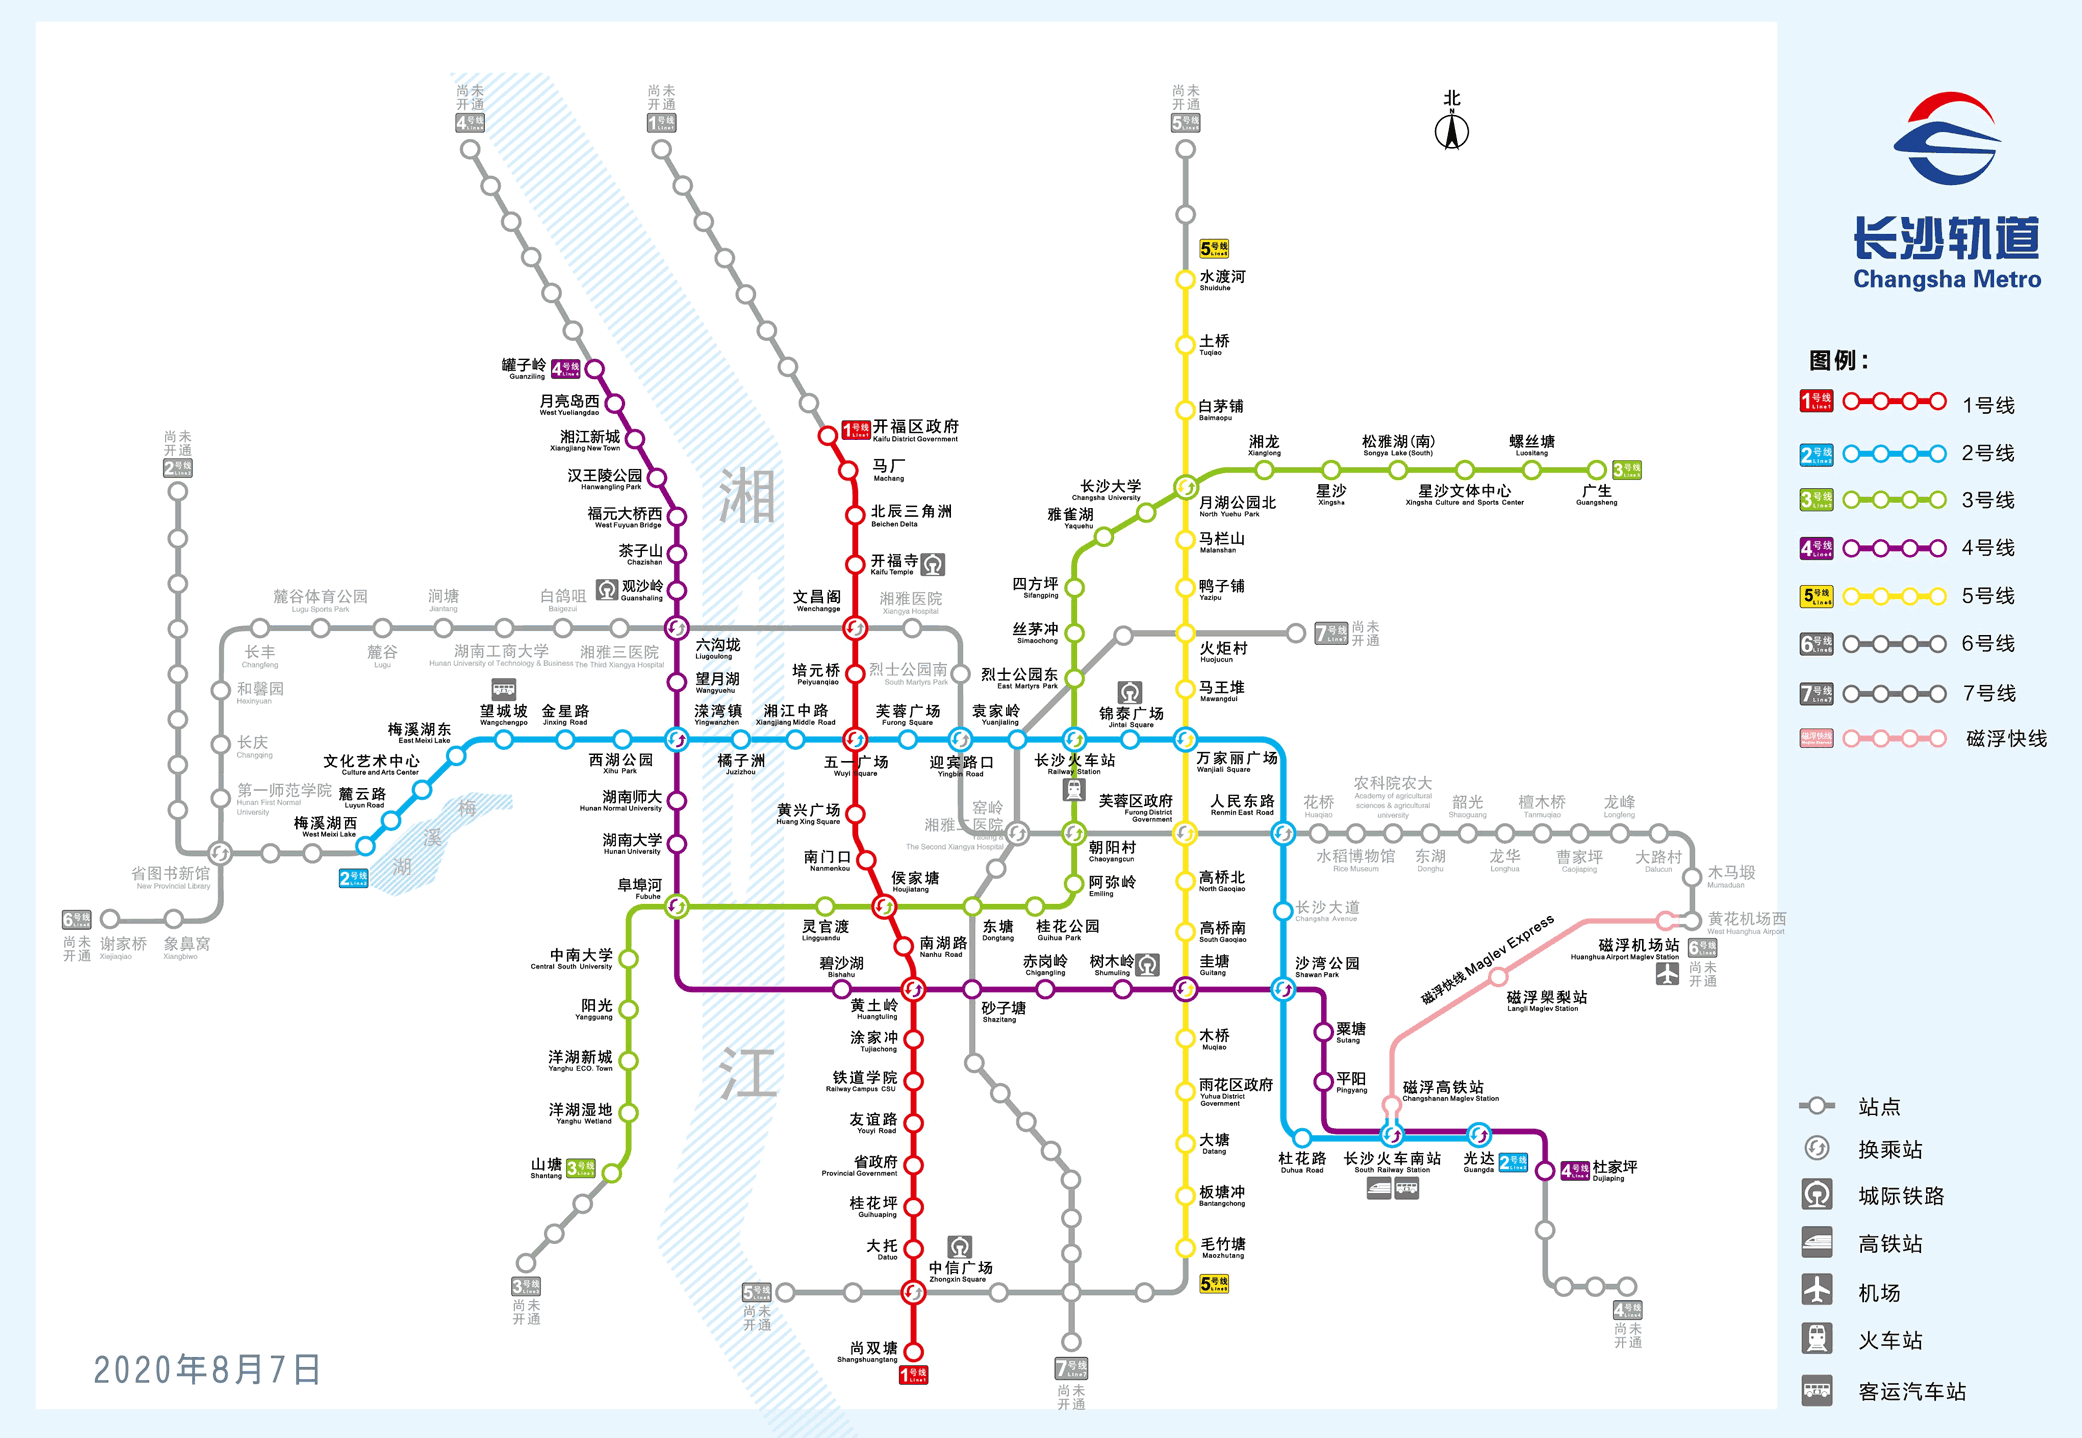 尚未
开通
4号线
Line4
尚未
开通
1号线
Line1
尚未
开通
5号线
北
N
长沙轨道
Changsha Metro
5号线
水渡河
Shuiduhe
土桥
Tuqiao
白茅铺
Baimaopu
罐子岭
Guanziling
4号线
Line4
月亮岛西
West Yueliangdao
湘江新城
Xiangjiang New Town
汉王陵公园
Hanwangling Park
福元大桥西
West Fuyuan Bridge
茶子山
Chazishan
观沙岭
Guanshaling
六沟垅
Liugoulong
望月湖
Wangyuehu
湘
江
1号线
Line1
开福区政府
Kaifu District Government
马厂
Machang
北辰三角洲
Beichen Delta
开福寺
Kaifu Temple
文昌阁
Wenchangge
湘雅医院
Xiangya Hospital
培元桥
Peiyuanqiao
烈士公园南
South Martyrs Park
湘龙
Xianglong
松雅湖(南)
Songya Lake (South)
螺丝塘
Luositang
3号线
星沙
Xingsha
星沙文体中心
Xingsha Culture and Sports Center
广生
Guangsheng
长沙大学
Changsha University
月湖公园北
North Yuehu Park
雅雀湖
Yaquehu
马栏山
Malanshan
四方坪
Sifangping
鸭子铺
Yazipu
丝茅冲
Simaochong
火炬村
Huojucun
7号线
Line7
尚未
开通
烈士公园东
East Martyrs Park
马王堆
Mawangdui
锦泰广场
Jintai Square
尚未
开通
2号线
Line2
麓谷体育公园
Lugu Sports Park
涧塘
Jiantang
白鸽咀
Baigezui
长丰
Changfeng
麓谷
Lugu
湖南工商大学
Hunan University of Technology & Business
湘雅三医院
The Third Xiangya Hospital
和馨园
Hexinyuan
长庆
Changqing
第一师范学院
Hunan First Normal
University
省图书新馆
New Provincial Library
6号线
尚未
开通
谢家桥
Xiejiaqiao
象鼻窝
Xiangbiwo
望城坡
Wangchengpo
金星路
Jinxing Road
梅溪湖东
East Meixi Lake
文化艺术中心
Culture and Arts Center
麓云路
Luyun Road
梅溪湖西
West Meixi Lake
2号线
Line2
梅
溪
湖
西湖公园
Xihu Park
溁湾镇
Yingwanzhen
湘江中路
Xiangjiang Middle Road
橘子洲
Juzizhou
五一广场
Wuyi Square
芙蓉广场
Furong Square
迎宾路口
Yingbin Road
袁家岭
Yuanjialing
长沙火车站
Railway Station
万家丽广场
Wanjiali Square
湖南师大
Hunan Normal University
湖南大学
Hunan University
阜埠河
Fubuhe
黄兴广场
Huang Xing Square
南门口
Nanmenkou
侯家塘
Houjiatang
窑岭
湘雅二医院
The Second Xiangya Hospital
芙蓉区政府
Furong District
Government
人民东路
Renmin East Road
朝阳村
Chaoyangcun
阿弥岭
Emiling
高桥北
North Gaoqiao
高桥南
South Gaoqiao
长沙大道
Changsha Avenue
花桥
Huaqiao
农科院农大
Academy of agricultural
sciences & agricultural
university
韶光
Shaoguang
檀木桥
Tanmuqiao
龙峰
Longfeng
水稻博物馆
Rice Museum
东湖
Donghu
龙华
Longhua
曹家坪
Caojiaping
大路村
Dalucun
木马塅
Mumaduan
黄花机场西
West Huanghua Airport
6号线
尚未
开通
磁浮机场站
Huanghua Airport Maglev Station
磁浮快线 Maglev Express
磁浮㮾梨站
Langli Maglev Station
磁浮高铁站
Changshanan Maglev Station
灵官渡
Lingguandu
南湖路
Nanhu Road
东塘
Dongtang
桂花公园
Guihua Park
碧沙湖
Bishahu
黄土岭
Huangtuling
砂子塘
Shazitang
赤岗岭
Chigangling
树木岭
Shumuling
圭塘
Guitang
沙湾公园
Shawan Park
中南大学
Central South University
阳光
Yangguang
洋湖新城
Yanghu ECO. Town
洋湖湿地
Yanghu Wetland
山塘
Shantang
3号线
3号线
尚未
开通
涂家冲
Tujiachong
铁道学院
Railway Campus CSU
友谊路
Youyi Road
省政府
Provincial Government
桂花坪
Guihuaping
大托
Datuo
中信广场
Zhongxin Square
尚双塘
Shangshuangtang
1号线
Line1
5号线
尚未
开通
7号线
Line7
尚未
开通
木桥
Muqiao
雨花区政府
Yuhua District
Government
大塘
Datang
板塘冲
Bantangchong
毛竹塘
Maozhutang
5号线
粟塘
Sutang
平阳
Pingyang
杜花路
Duhua Road
长沙火车南站
South Railway Station
光达
Guangda
2号线
Line2
4号线
Line4
杜家坪
Dujiaping
4号线
尚未
开通
2020年8月7日
图例：
1号线
Line1
1号线
2号线
Line2
2号线
3号线
3号线
4号线
Line4
4号线
5号线
5号线
6号线
6号线
7号线
Line7
7号线
磁浮快线
磁浮快线
站点
换乘站
城际铁路
高铁站
机场
火车站
客运汽车站